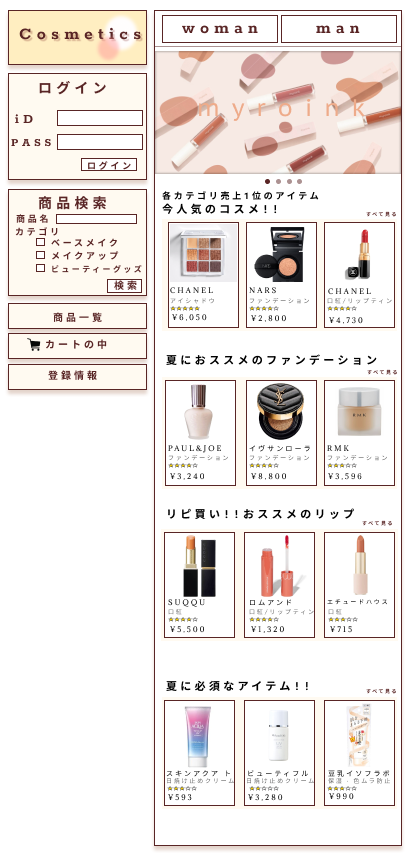 Cosmetics
ログイン
iD
PASS
ログイン
商品検索
商品名
カテゴリ
ベースメイク
メイクアップ
ビューティーグッズ
検索
商品一覧
カートの中
登録情報
woman
man
myroink
各カテゴリ売上1位のアイテム
今人気のコスメ!!
すべて見る
CHANEL
アイシャドウ
☆☆☆☆☆
¥6,050
NARS
ファンデーション
☆☆☆☆☆
¥2,800
CHANEL
口紅/リップティン
☆☆☆☆☆
¥4,730
夏におススメのファンデーション
すべて見る
PAUL&JOE
ファンデーション
☆☆☆☆☆
¥3,240
イヴサンローラ
ファンデーション
☆☆☆☆☆
¥8,800
RMK
RMK
ファンデーション
☆☆☆☆☆
¥3,596
リピ買い!!おススメのリップ
すべて見る
SUQQU
口紅
☆☆☆☆☆
¥5,500
ロムアンド
口紅/リップティン
☆☆☆☆☆
¥1,320
エチュードハウス
口紅
☆☆☆☆☆
¥715
夏に必須なアイテム!!
すべて見る
スキンアクア ト
日焼け止めクリーム
☆☆☆☆☆
¥593
ビューティフル
日焼け止めクリーム
☆☆☆☆☆
¥3,280
豆乳イソフラボ
保湿・色ムラ防止
☆☆☆☆☆
¥990